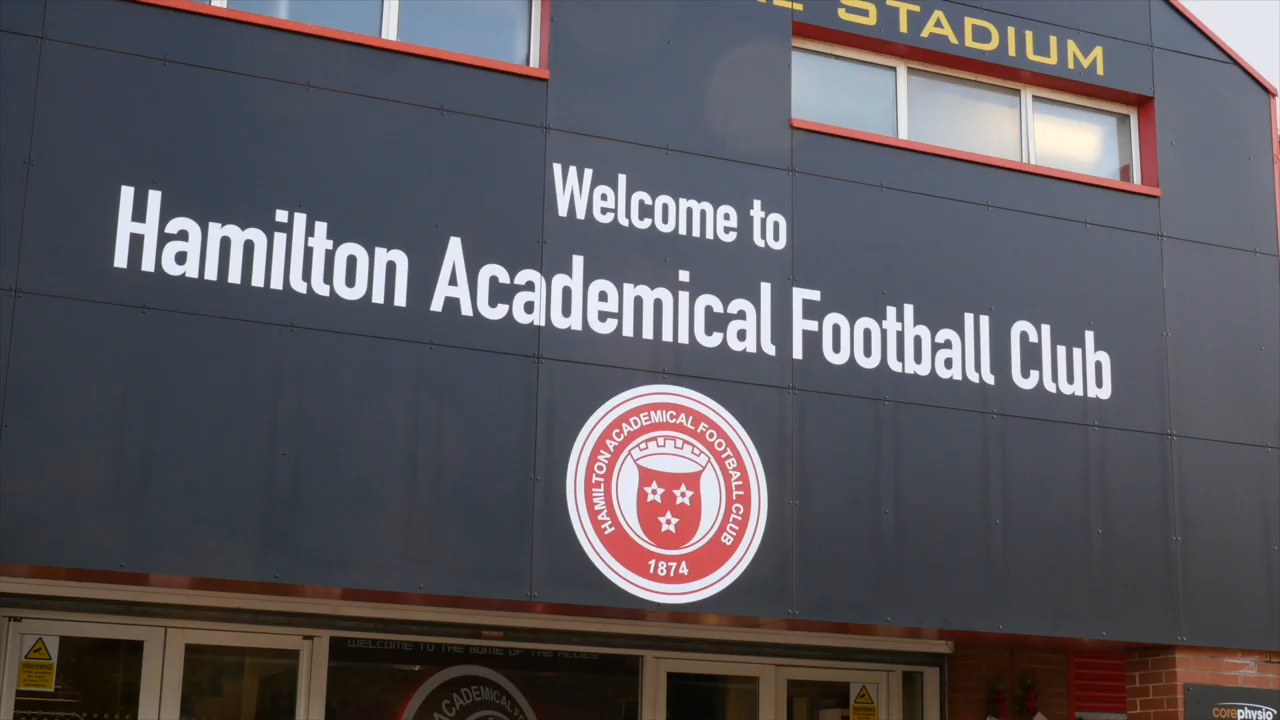 STADIUM
Welcome to
Hamilton Academical Football Club
HAMILTON ACADEMICAL FOOTBALL CLUB
1874
WELCOME TO THE HOME OF THE ACCIES
ACADEMICAL
WARNING
corephysio